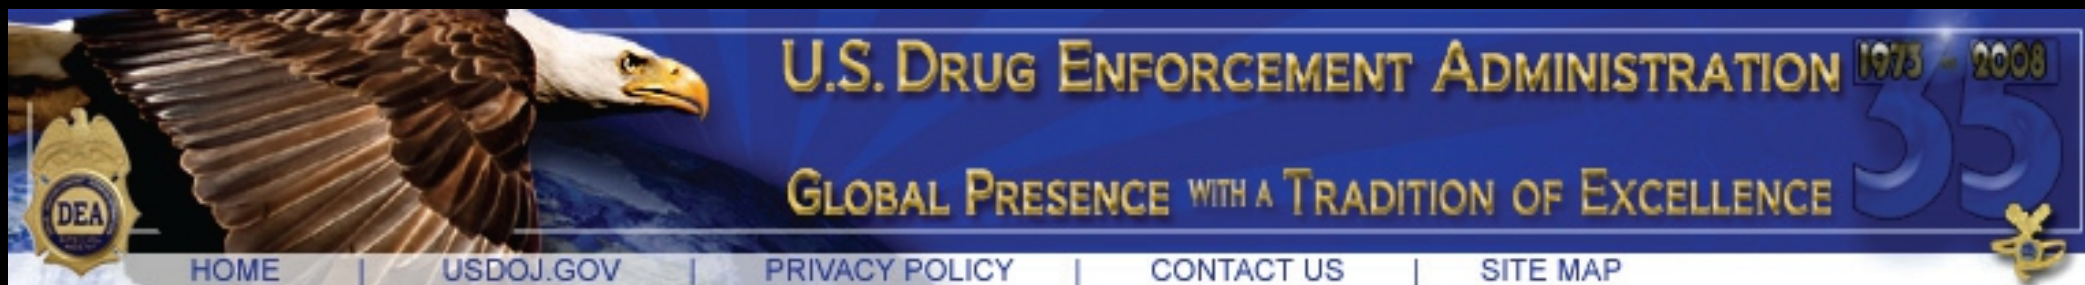 U.S. DRUG ENFORCEMENT ADMINISTRATION
1973 - 2008
35
GLOBAL PRESENCE WITH A TRADITION OF EXCELLENCE
DEA
HOME | USDOJ.GOV | PRIVACY POLICY | CONTACT US | SITE MAP